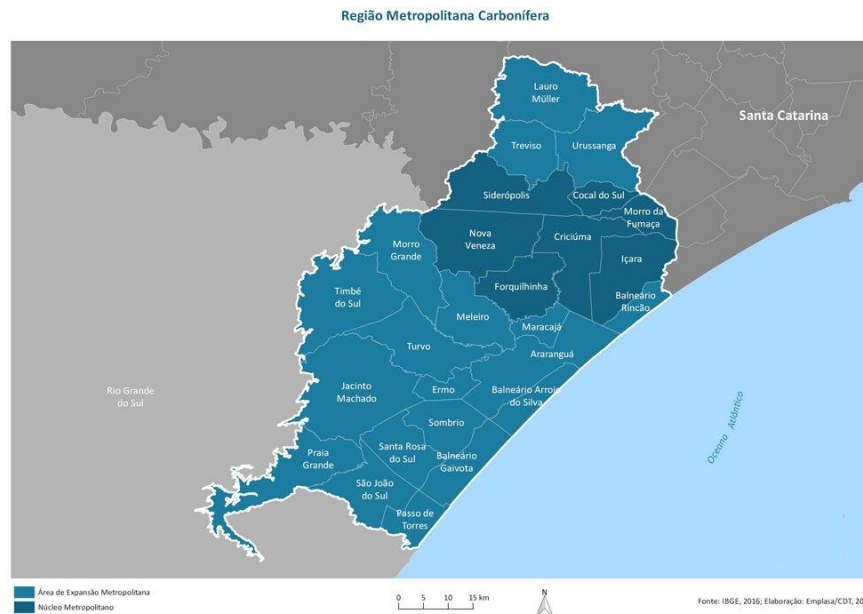 Região Metropolitana Carbonífera
Lauro
Müller
Santa Catarina
Treviso
Urussanga
Siderópolis
Cocal do Sul
Morro da
Fumaça
Nova
Veneza
Criciúma
Morro
Grande
Içara
Timbé
do Sul
Forquilhinha
Balneário
Rincão
Meleiro
Maracajá
Turvo
Araranguá
Jacinto
Machado
Ermo
Balneário Arroio
do Silva
Rio Grande
do Sul
Sombrio
Oceano Atlântico
Praia
Grande
Santa Rosa
do Sul
Balneário
Gaivota
São João
do Sul
Passo de
Torres
Área de Expansão Metropolitana
Núcleo Metropolitano
0 5 10 15 km
N
Fonte: IBGE, 2016; Elaboração: Emplasa/CDT, 20